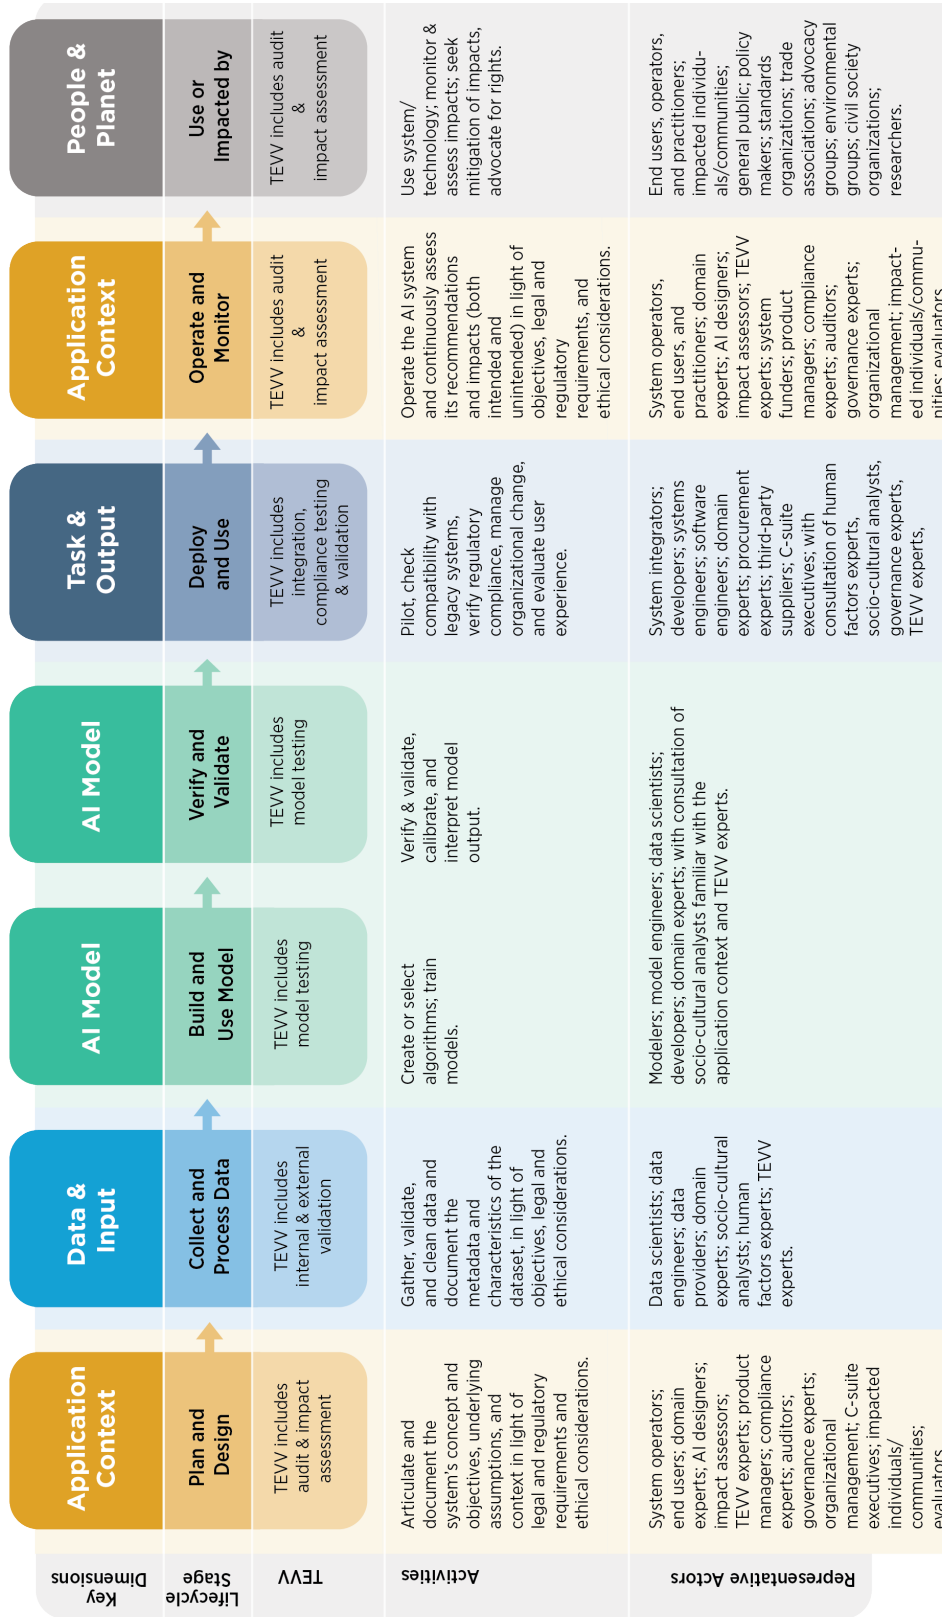 Key
Dimensions
Application
Context
Data &
Input
AI Model
AI Model
Task &
Output
Application
Context
People &
Planet
Lifecycle
Stage
Plan and
Design
Collect and
Process Data
Build and
Use Model
Verify and
Validate
Deploy
and Use
Operate and
Monitor
Use or
Impacted by
TEVV
TEVV includes
audit & impact
assessment
TEVV includes
internal & external
validation
TEVV includes
model testing
TEVV includes
model testing
TEVV includes
integration,
compliance testing
& validation
TEVV includes audit
&
impact assessment
TEVV includes audit
&
impact assessment
Activities
Articulate and
document the
system's concept and
objectives, underlying
assumptions, and
context in light of
legal and regulatory
requirements and
ethical considerations.
Gather, validate,
and clean data and
document the
metadata and
characteristics of the
dataset, in light of
objectives, legal and
ethical considerations.
Create or select
algorithms; train
models.
Verify & validate,
calibrate, and
interpret model
output.
Pilot, check
compatibility with
legacy systems,
verify regulatory
compliance, manage
organizational change,
and evaluate user
experience.
Operate the AI system
and continuously assess
its recommendations
and impacts (both
intended and
unintended) in light of
objectives, legal and
regulatory
requirements, and
ethical considerations.
Use system/
technology; monitor &
assess impacts; seek
mitigation of impacts,
advocate for rights.
Representative Actors
System operators;
end users; domain
experts; AI designers;
impact assessors;
TEVV experts; product
managers; compliance
experts; auditors;
governance experts;
organizational
management; C-suite
executives; impacted
individuals/
communities;
evaluators
Data scientists; data
engineers; data
providers; domain
experts; socio-cultural
analysts; human
factors experts; TEVV
experts.
Modelers; model engineers; data scientists;
developers; domain experts; with consultation of
socio-cultural analysts familiar with the
application context and TEVV experts.
System integrators;
developers; systems
engineers; software
engineers; domain
experts; procurement
experts; third-party
suppliers; C-suite
executives; with
consultation of human
factors experts,
socio-cultural analysts,
governance experts,
TEVV experts,
System operators,
end users, and
practitioners; domain
experts; AI designers;
impact assessors; TEVV
experts; system
funders; product
managers; compliance
experts; auditors;
governance experts;
organizational
management; impact-
ed individuals/commu-
nities; evaluators
End users, operators,
and practitioners;
impacted individu-
als/communities;
general public; policy
makers; standards
organizations; trade
associations; advocacy
groups; environmental
groups; civil society
organizations;
researchers.